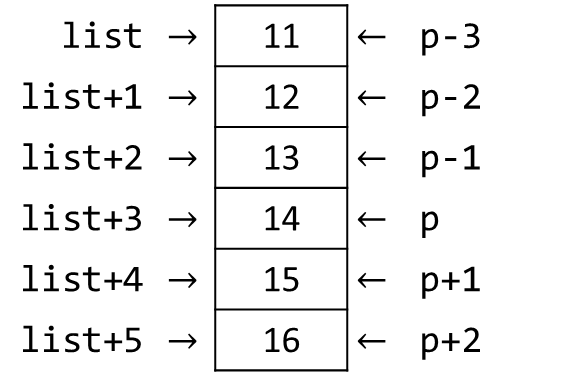 list → 11 ← p-3
list+1 → 12 ← p-2
list+2 → 13 ← p-1
list+3 → 14 ← p
list+4 → 15 ← p+1
list+5 → 16 ← p+2